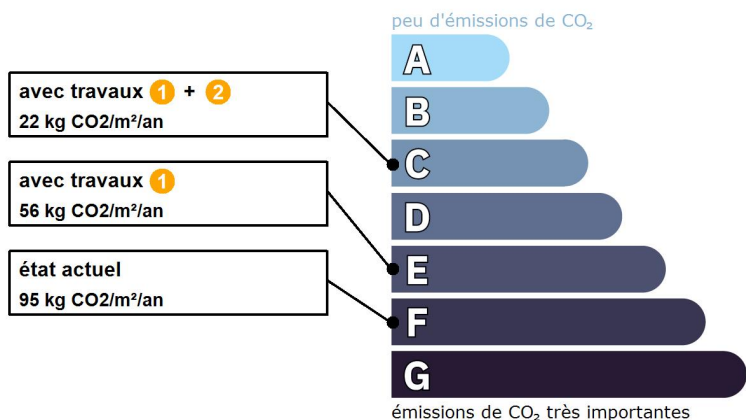 peu d'émissions de CO₂
A
avec travaux 1 + 2
22 kg CO2/m²/an
B
C
avec travaux 1
56 kg CO2/m²/an
D
E
état actuel
95 kg CO2/m²/an
F
G
émissions de CO₂ très importantes